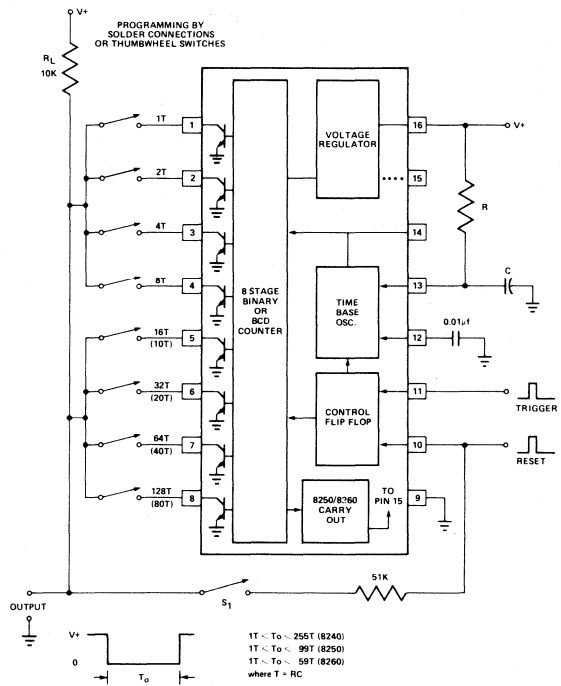 V+
PROGRAMMING BY
SOLDER CONNECTIONS
OR THUMBWHEEL SWITCHES
RL
10K
1T
1
2T
2
4T
3
8T
4
16T
(10T)
5
32T
(20T)
6
64T
(40T)
7
128T
(80T)
8
8 STAGE
BINARY
OR
BCD
COUNTER
VOLTAGE
REGULATOR
TIME
BASE
OSC.
CONTROL
FLIP FLOP
8250/8260
CARRY
OUT
TO
PIN 15
16
V+
15
R
14
13
C
12
0.01µf
11
TRIGGER
10
RESET
9
51K
S1
OUTPUT
V+
0
To
1T < To < 255T (8240)
1T < To < 99T (8250)
1T < To < 59T (8260)
where T = RC